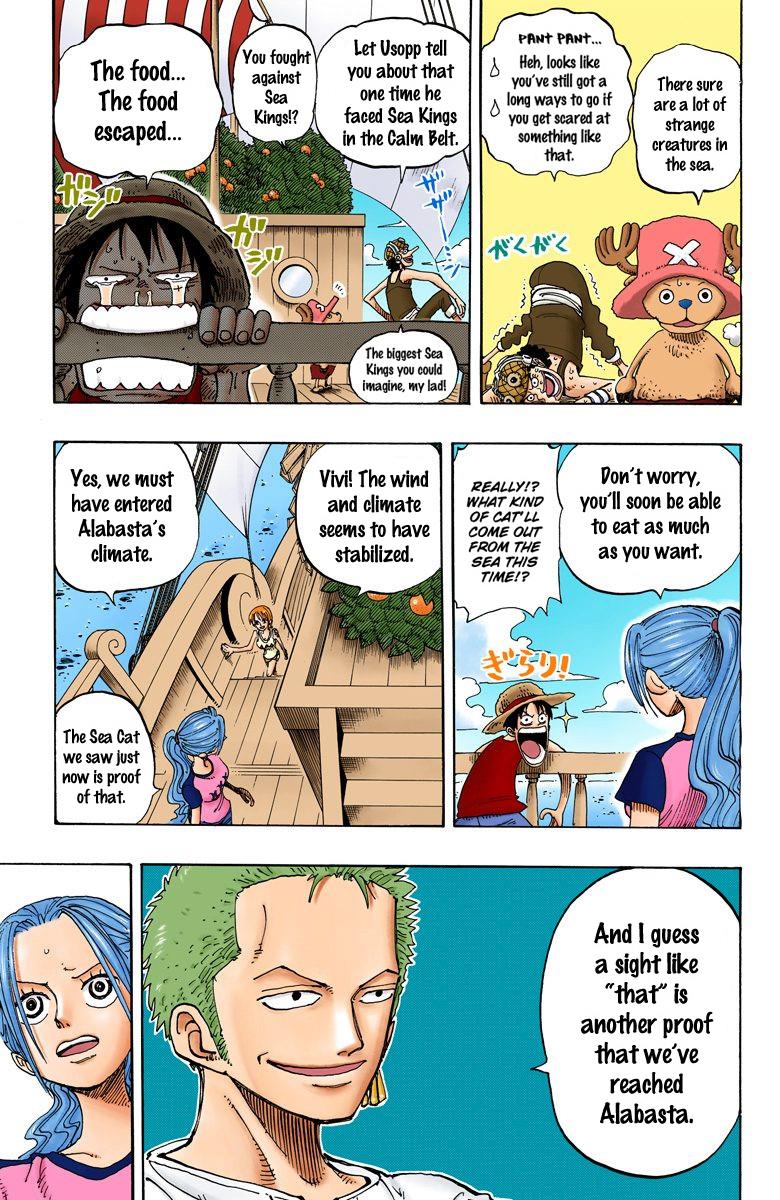 There sure
are a lot of
strange
creatures in
the sea.
PANT PANT...
Heh, looks like
you've still got a
long ways to go if
you get scared at
something like
that.
がくがく
Let Usopp tell
you about that
one time he
faced Sea Kings
in the Calm Belt.
You fought
against
Sea
Kings!?
The food...
The food
escaped...
ざざーん
ガジ
ガジ
The biggest Sea
Kings you could
imagine, my lad!
Don't worry,
you'll soon be able
to eat as much
as you want.
REALLY!?
WHAT KIND
OF CAT'LL
COME OUT
FROM THE
SEA THIS
TIME!?
ぎらり!
Vivi! The wind
and climate
seems to have
stabilized.
Yes, we must
have entered
Alabasta's
climate.
The Sea Cat
we saw just
now is proof
of that.
And I guess
a sight like
"that" is
another proof
that we've
reached
Alabasta.